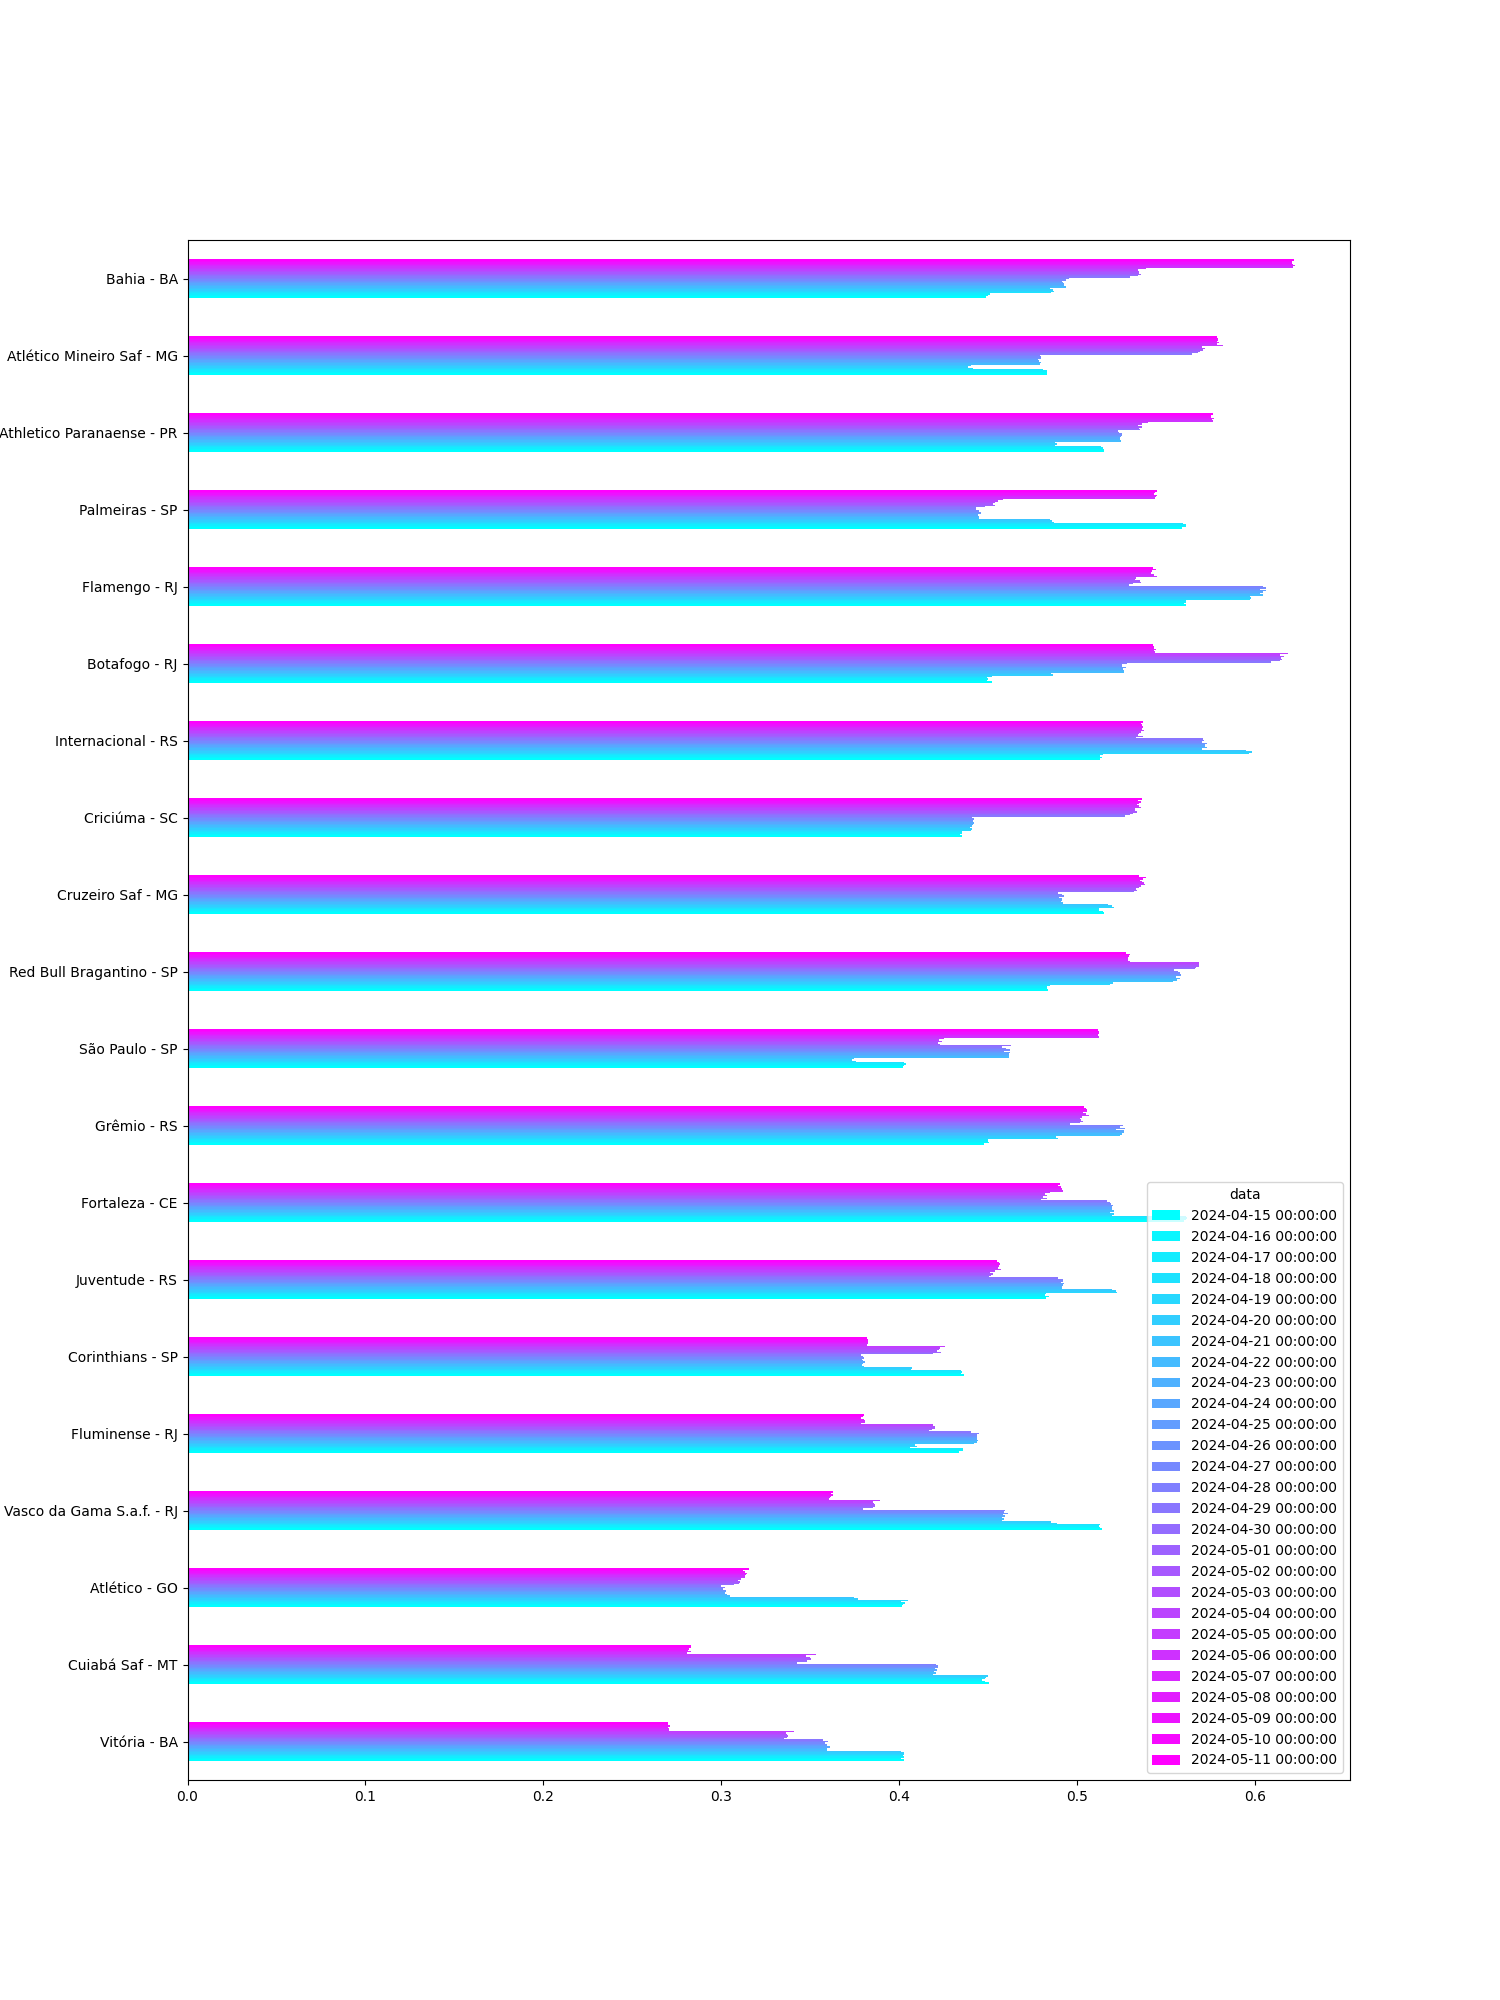 Bahia - BA
Atlético Mineiro Saf - MG
Athletico Paranaense - PR
Palmeiras - SP
Flamengo - RJ
Botafogo - RJ
Internacional - RS
Criciúma - SC
Cruzeiro Saf - MG
Red Bull Bragantino - SP
São Paulo - SP
Grêmio - RS
Fortaleza - CE
Juventude - RS
Corinthians - SP
Fluminense - RJ
Vasco da Gama S.a.f. - RJ
Atlético - GO
Cuiabá Saf - MT
Vitória - BA
data
2024-04-15 00:00:00
2024-04-16 00:00:00
2024-04-17 00:00:00
2024-04-18 00:00:00
2024-04-19 00:00:00
2024-04-20 00:00:00
2024-04-21 00:00:00
2024-04-22 00:00:00
2024-04-23 00:00:00
2024-04-24 00:00:00
2024-04-25 00:00:00
2024-04-26 00:00:00
2024-04-27 00:00:00
2024-04-28 00:00:00
2024-04-29 00:00:00
2024-04-30 00:00:00
2024-05-01 00:00:00
2024-05-02 00:00:00
2024-05-03 00:00:00
2024-05-04 00:00:00
2024-05-05 00:00:00
2024-05-06 00:00:00
2024-05-07 00:00:00
2024-05-08 00:00:00
2024-05-09 00:00:00
2024-05-10 00:00:00
2024-05-11 00:00:00
0.0 0.1 0.2 0.3 0.4 0.5 0.6